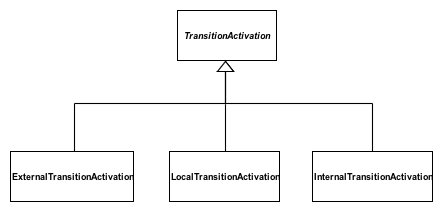 TransitionActivation
ExternalTransitionActivation
LocalTransitionActivation
InternalTransitionActivation